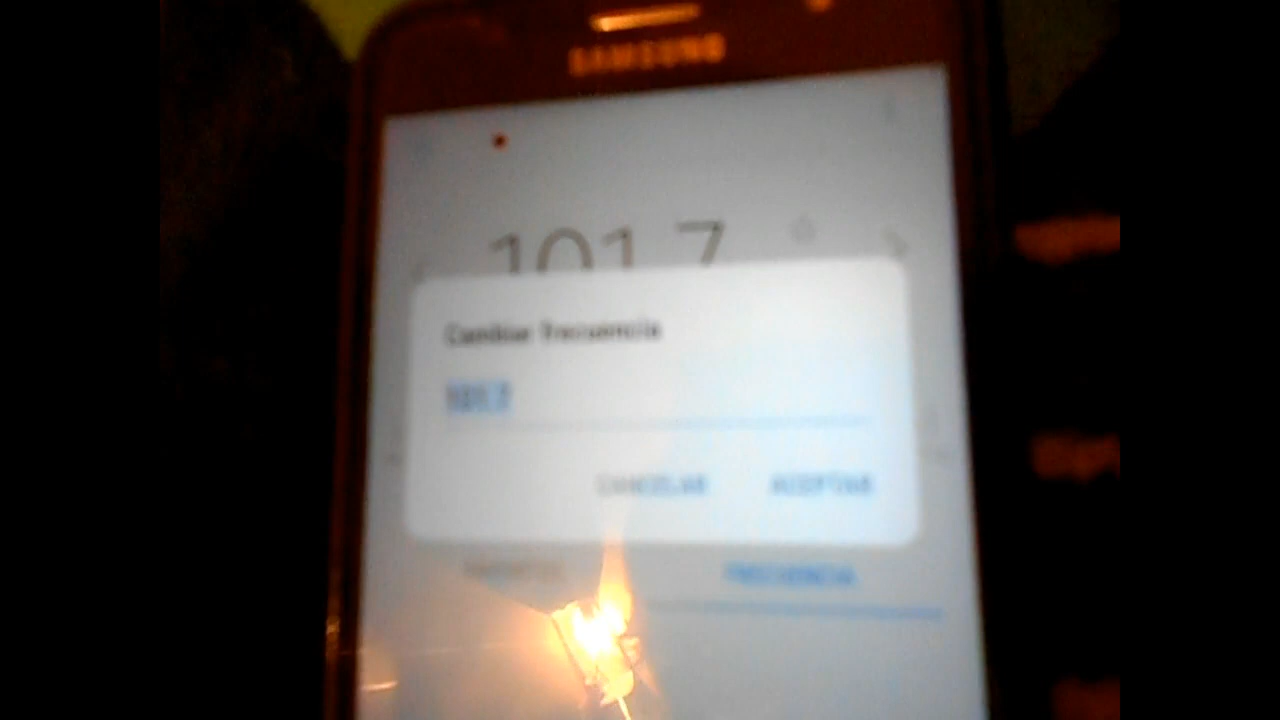 SAMSUNG
101.7
Cambiar frecuencia
101.7
CANCELAR ACEPTAR
FRECUENCIA